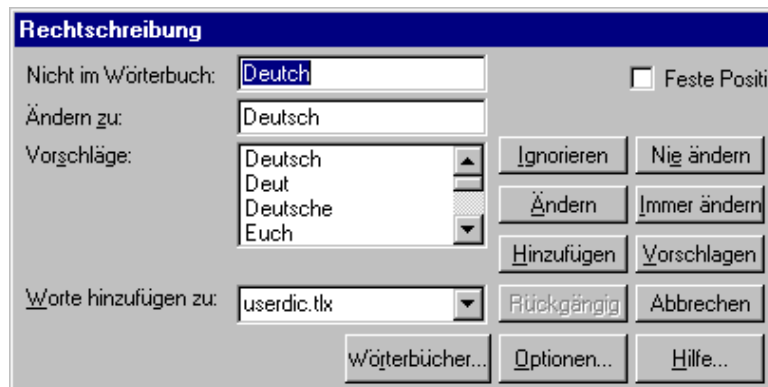 Rechtschreibung
Nicht im Wörterbuch: Deutch
Feste Positi
Ändern zu: Deutsch
Vorschläge:
Deutsch
Deut
Deutsche
Euch
Ignorieren Nie ändern
Ändern Immer ändern
Hinzufügen Vorschlagen
Worte hinzufügen zu: userdic.tlx
Rückgängig Abbrechen
Wörterbücher... Optionen... Hilfe...